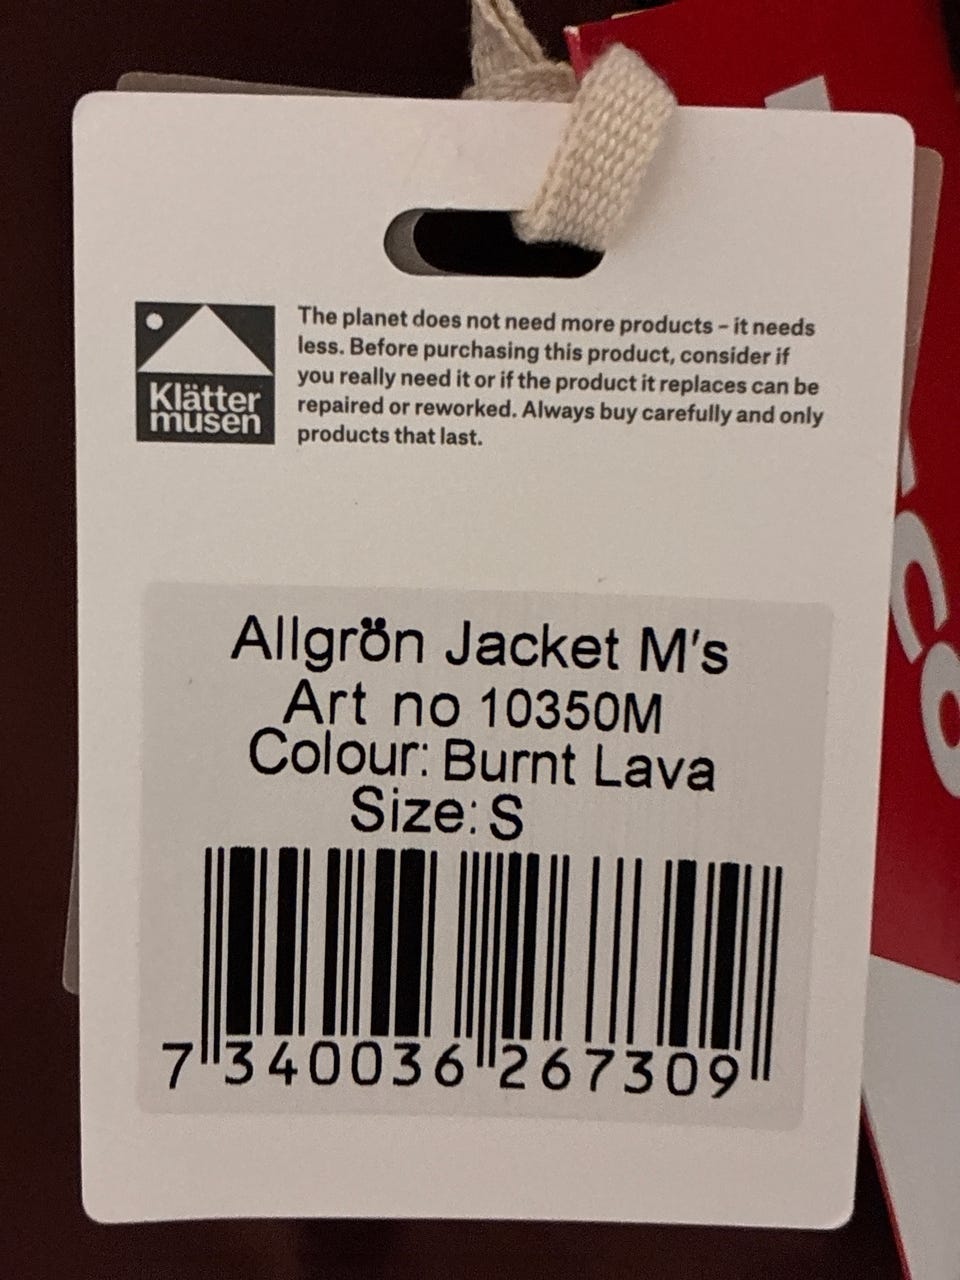 Klätter
musen
The planet does not need more products – it needs
less. Before purchasing this product, consider if
you really need it or if the product it replaces can be
repaired or reworked. Always buy carefully and only
products that last.
Allgrön Jacket M's
Art no 10350M
Colour: Burnt Lava
Size: S
7 340036 267309